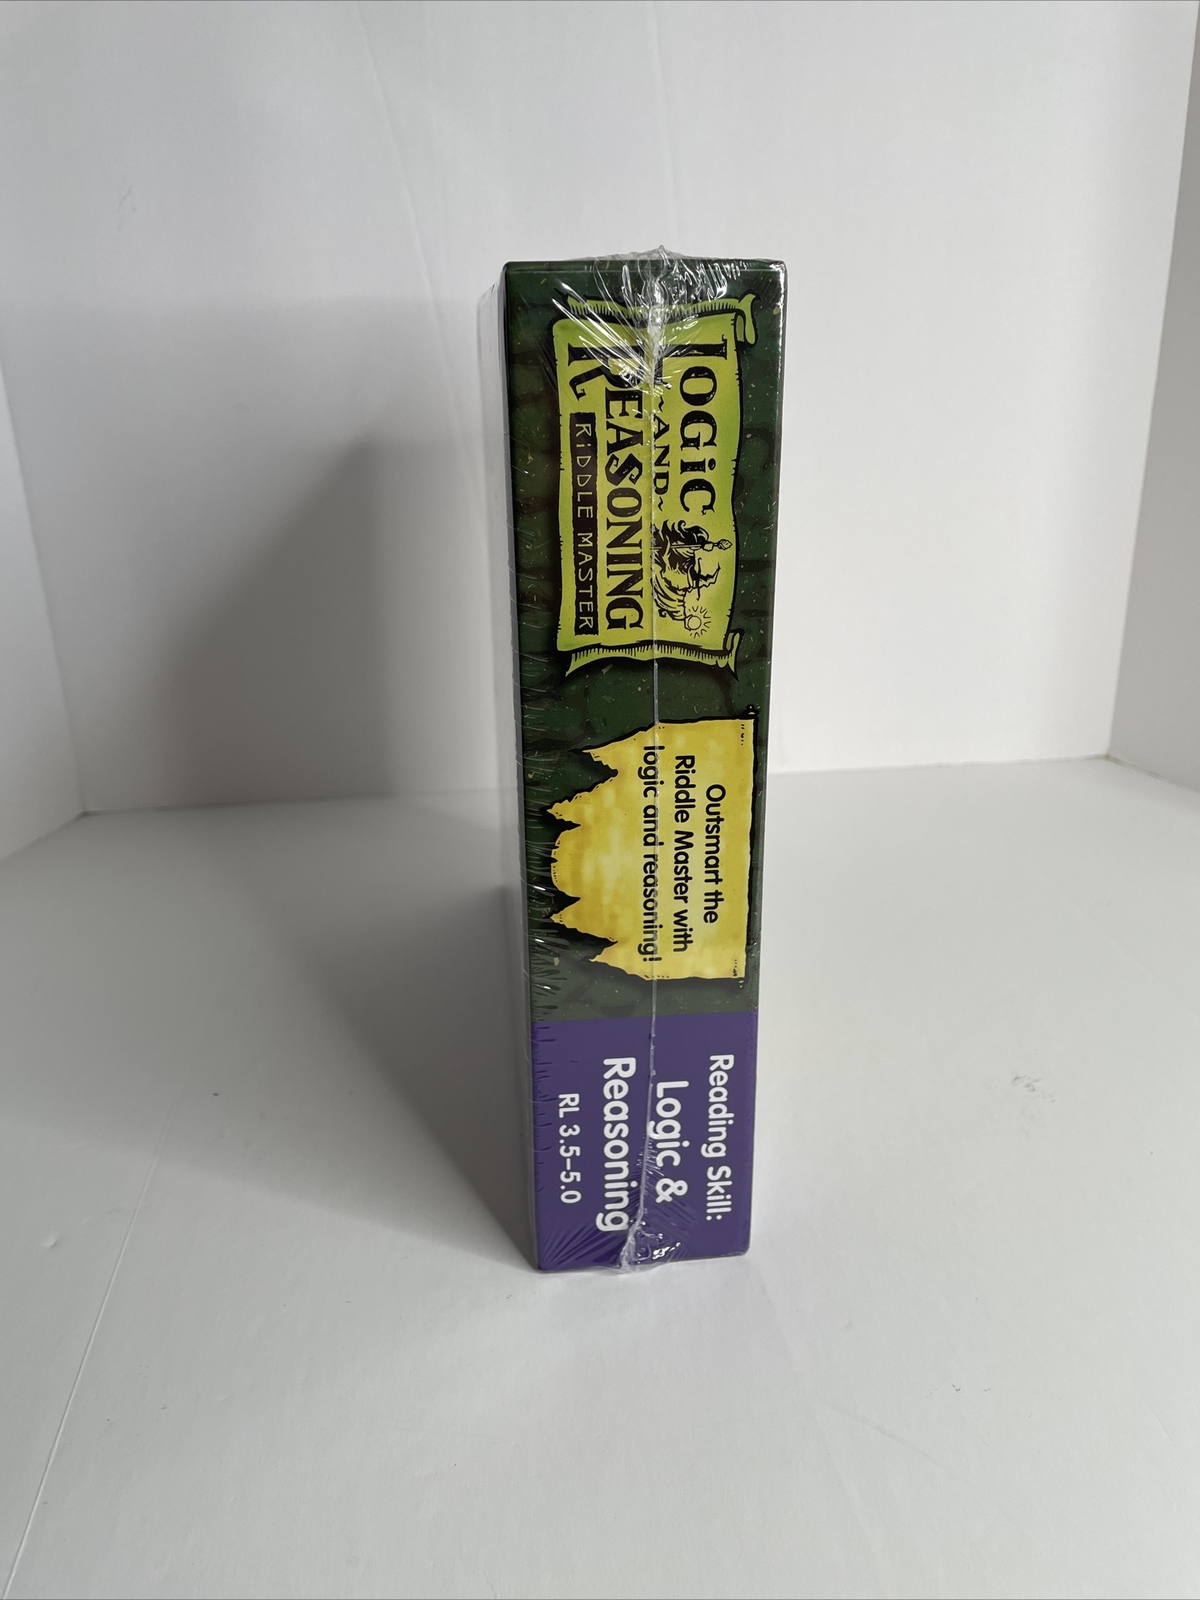 LOGiC
~AND~
REASONING
RiDDLE MASTER
Outsmart the
Riddle Master with
logic and reasoning!
Reading Skill:
Logic &
Reasoning
RL 3.5–5.0